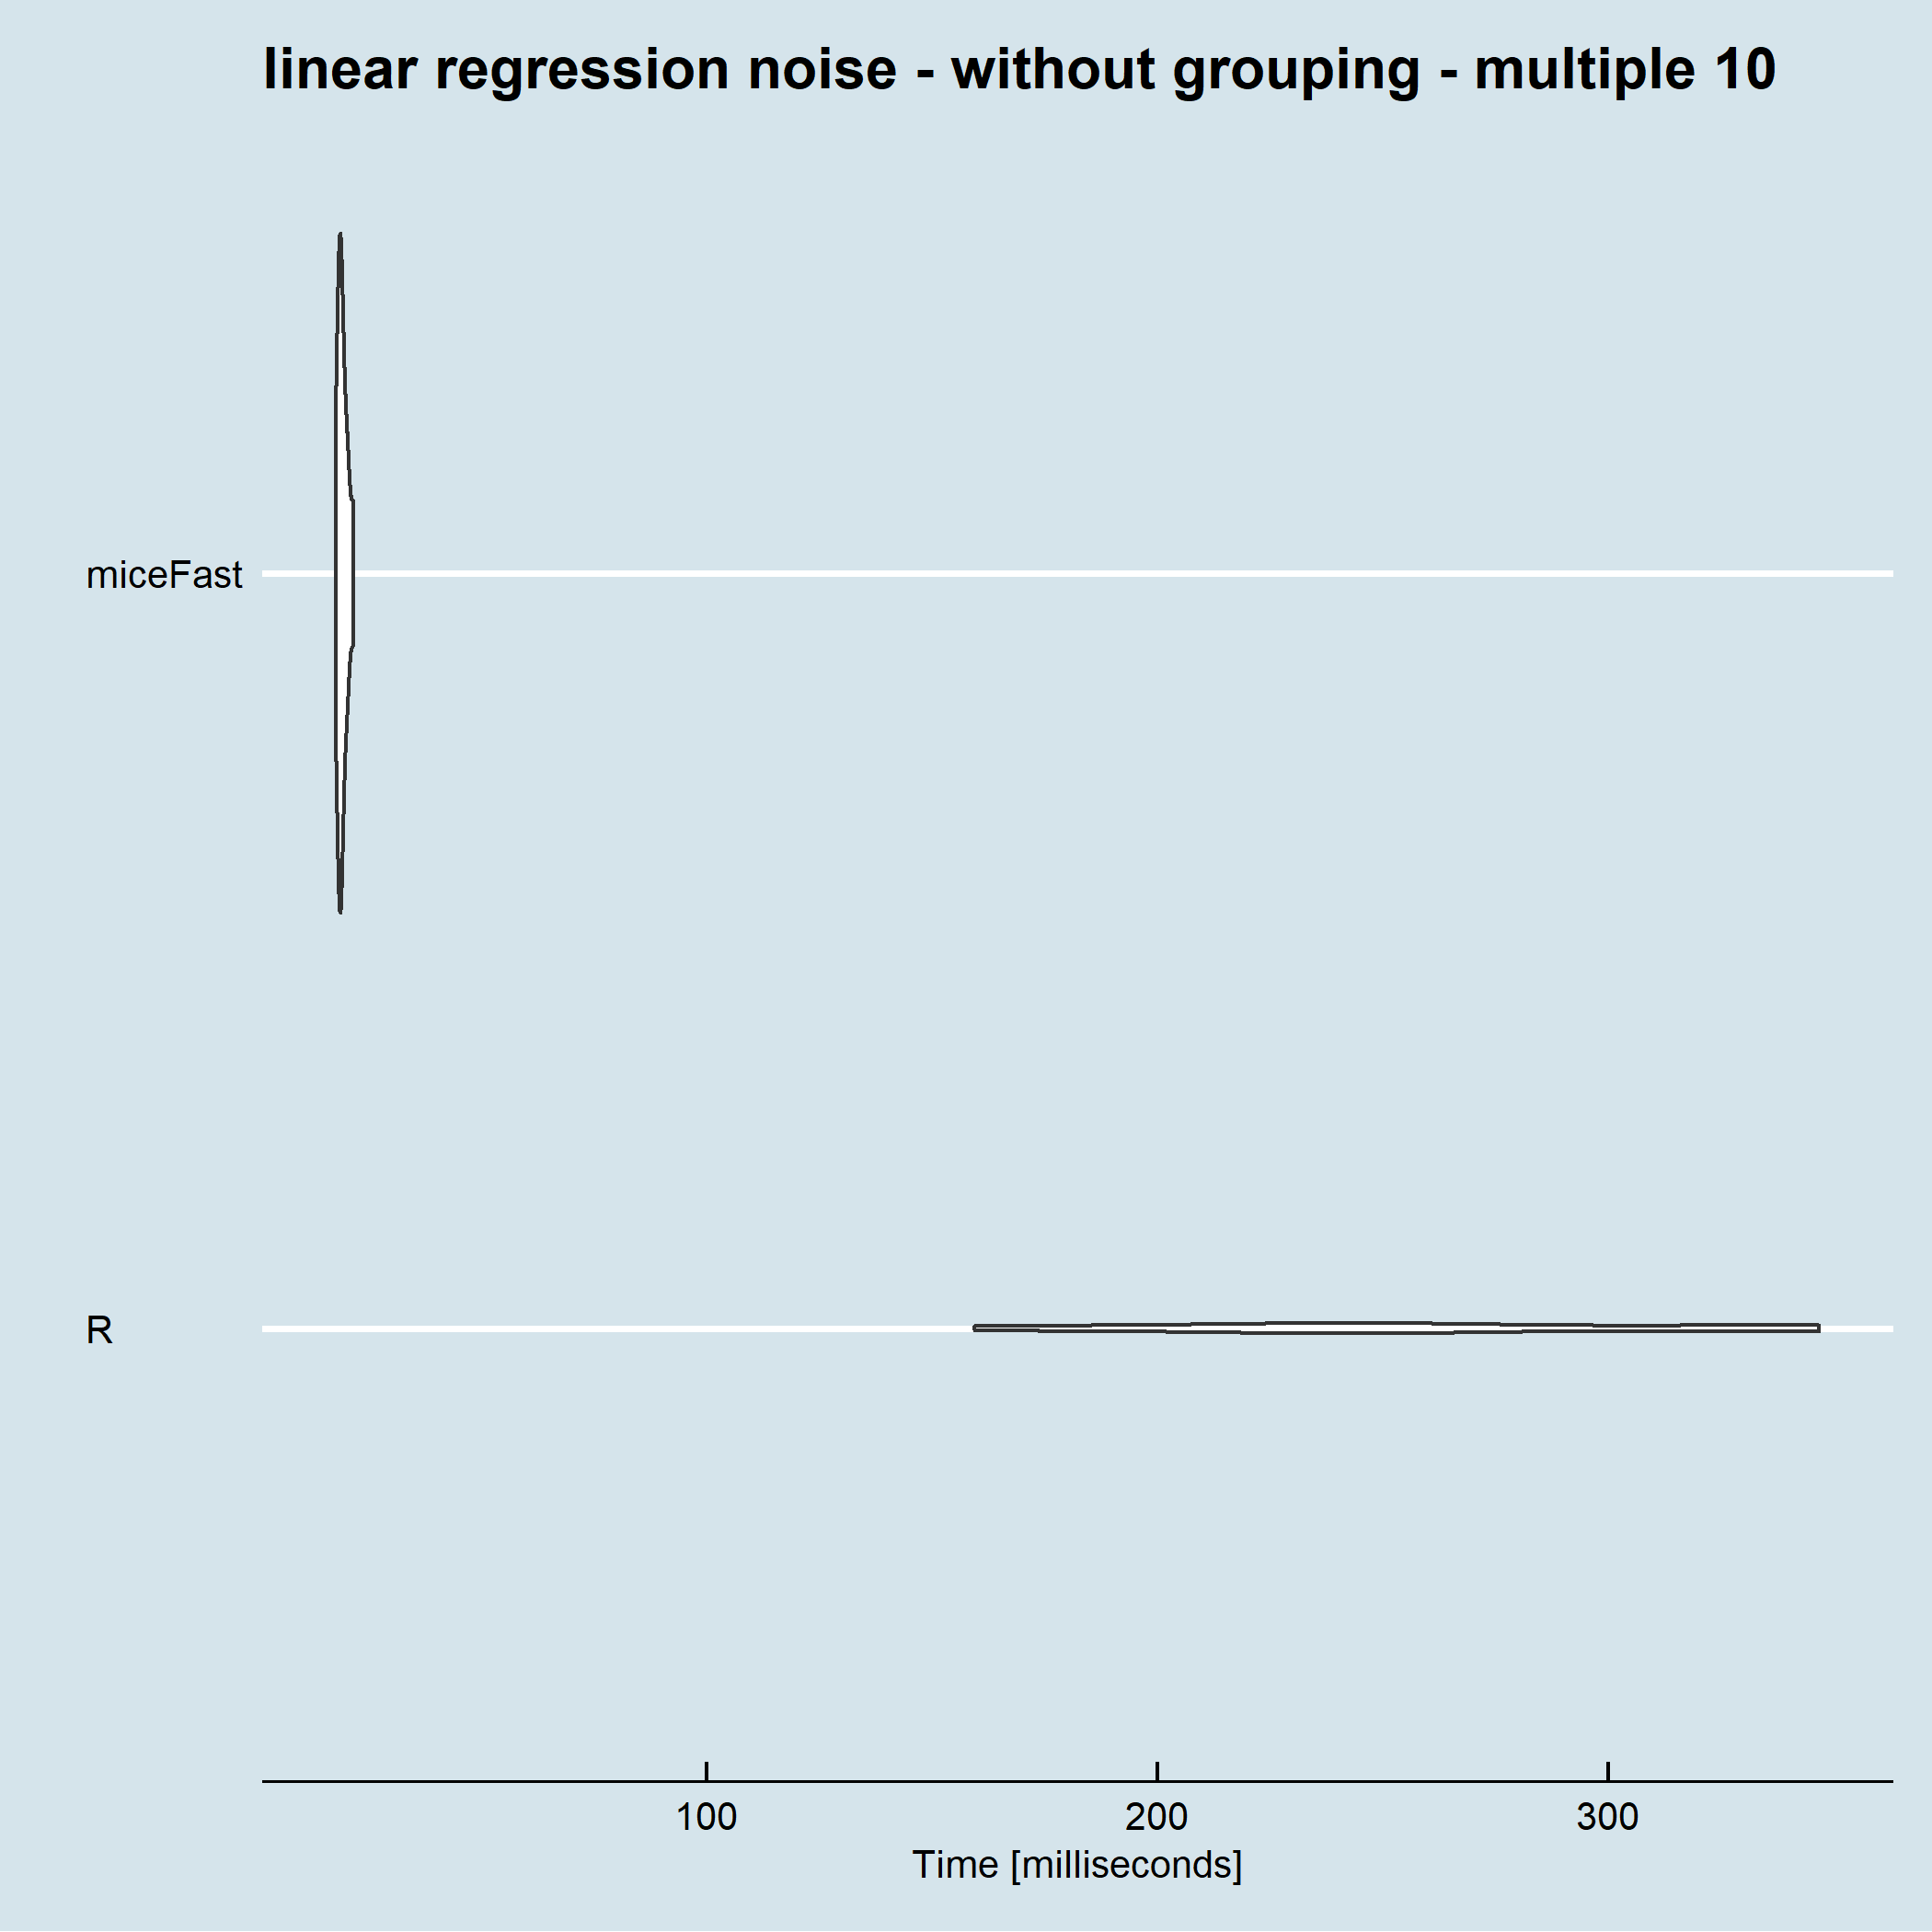 linear regression noise - without grouping - multiple 10
miceFast
R
100 200 300
Time [milliseconds]